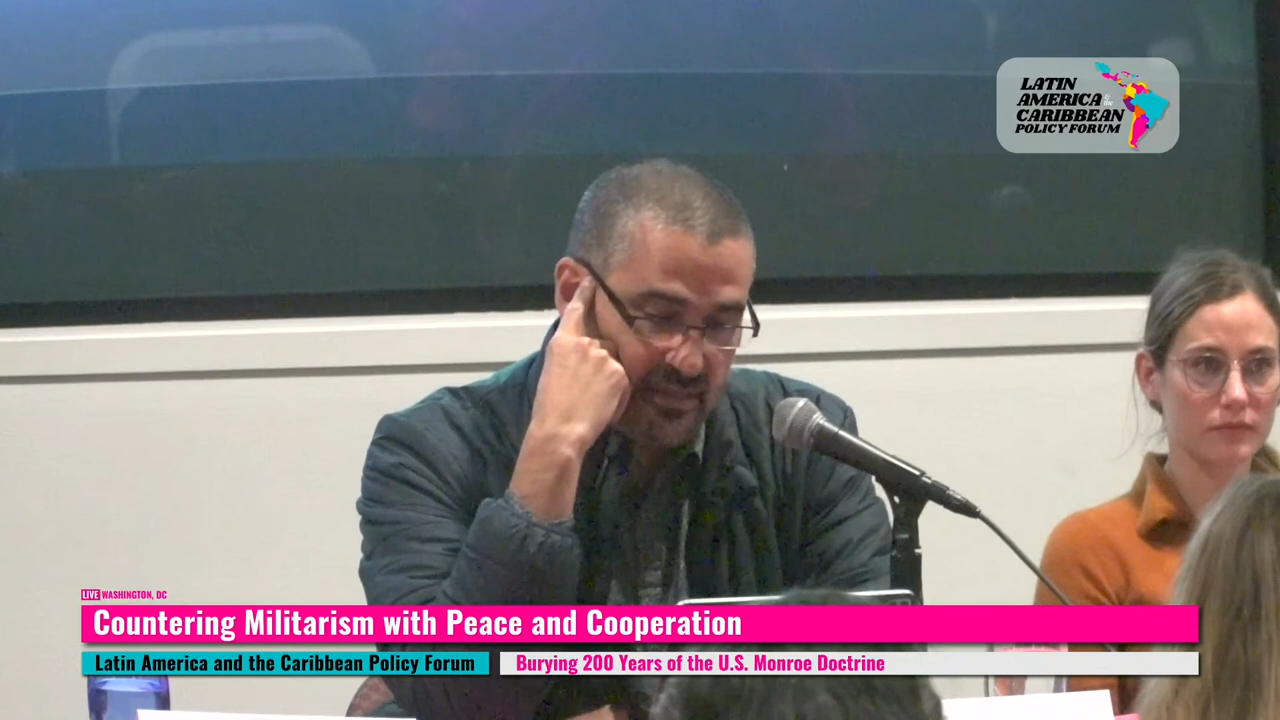 LATIN
AMERICA & the
CARIBBEAN
POLICY FORUM
LIVE WASHINGTON, DC
Countering Militarism with Peace and Cooperation
Latin America and the Caribbean Policy Forum
Burying 200 Years of the U.S. Monroe Doctrine